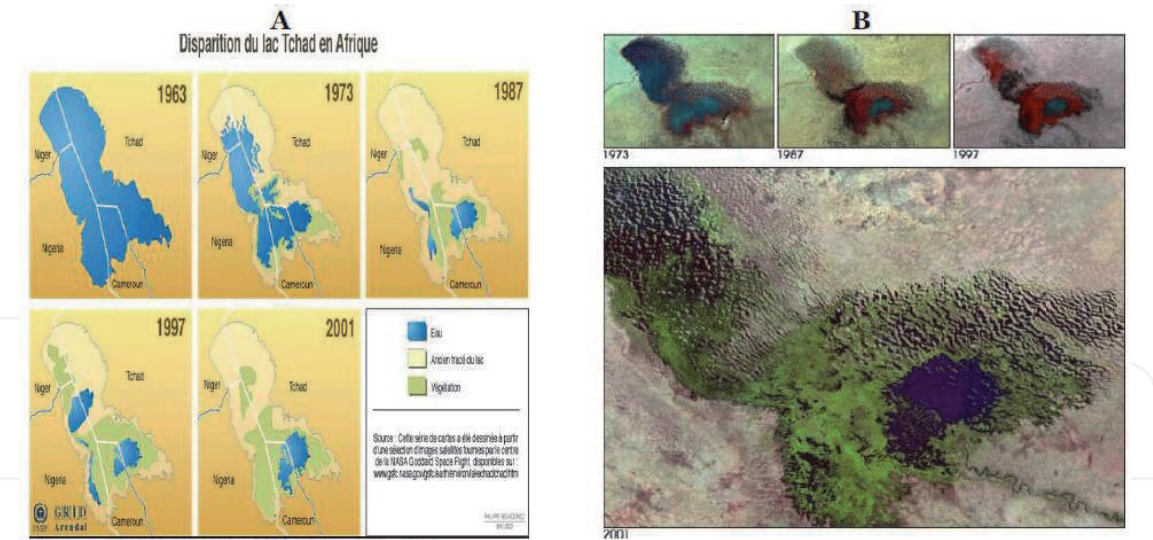 A
Disparition du lac Tchad en Afrique
1963
Tchad
Niger
Nigeria
Cameroun
1973
Tchad
Niger
Nigeria
Cameroun
1987
Tchad
Niger
Nigeria
Cameroun
1997
Tchad
Niger
Nigeria
Cameroun
UNEP
GRID
Arendal
2001
Tchad
Niger
Nigeria
Cameroun
Eau
Ancien tracé du lac
Végétation
Source : Cette série de cartes a été dessinée à partir
d'une sélection d'images satellites fournies par le centre
de la NASA Goddard Space Flight, disponibles sur :
B
1973
1987
1997
2001